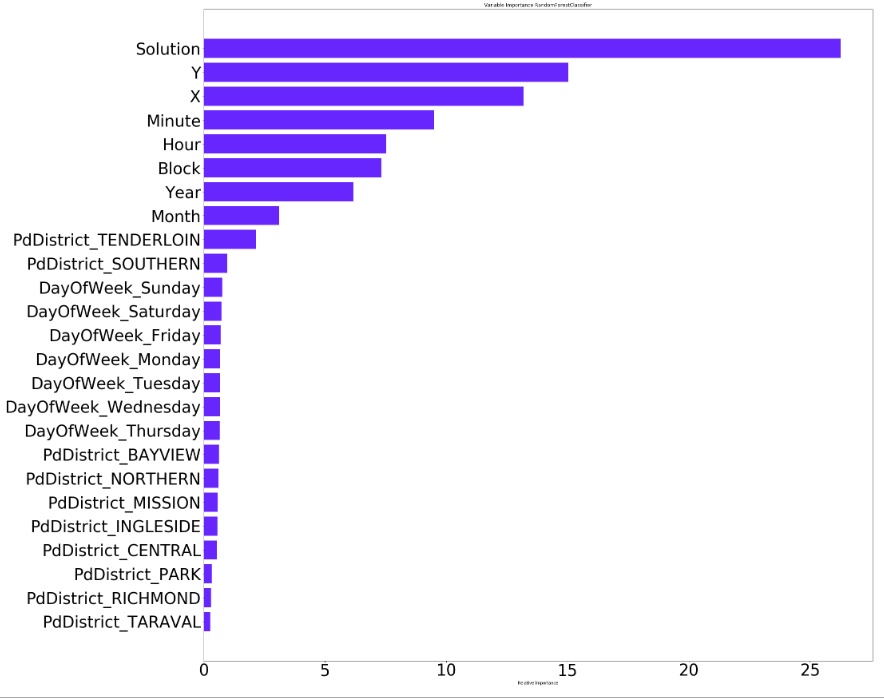 Variable Importance RandomForestClassifier
Solution
Y
X
Minute
Hour
Block
Year
Month
PdDistrict_TENDERLOIN
PdDistrict_SOUTHERN
DayOfWeek_Sunday
DayOfWeek_Saturday
DayOfWeek_Friday
DayOfWeek_Monday
DayOfWeek_Tuesday
DayOfWeek_Wednesday
DayOfWeek_Thursday
PdDistrict_BAYVIEW
PdDistrict_NORTHERN
PdDistrict_MISSION
PdDistrict_INGLESIDE
PdDistrict_CENTRAL
PdDistrict_PARK
PdDistrict_RICHMOND
PdDistrict_TARAVAL
0 5 10 15 20 25
Relative Importance